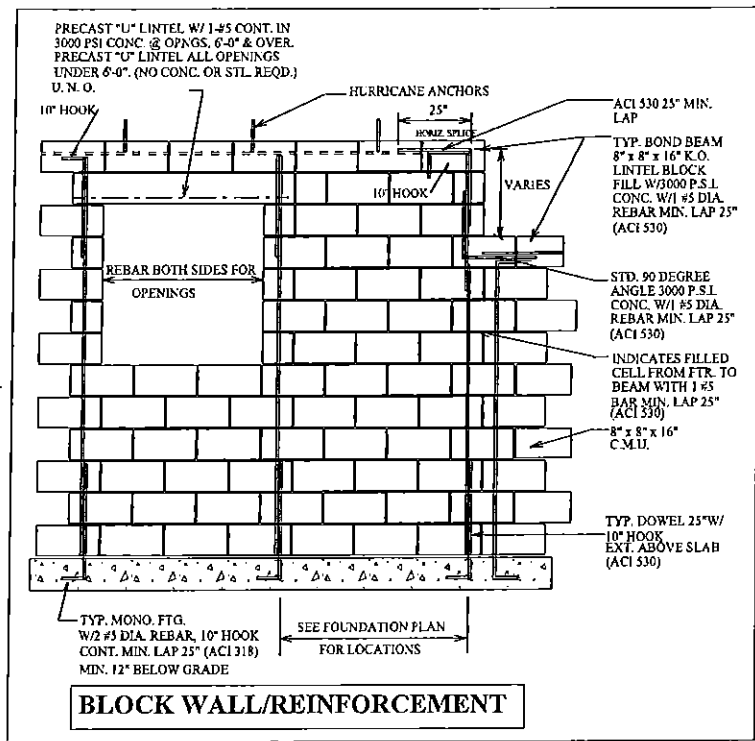 PRECAST "U" LINTEL W/ 1-#5 CONT. IN
3000 PSI CONC. @ OPNGS, 6'-0" & OVER.
PRECAST "U" LINTEL ALL OPENINGS
UNDER 6'-0". (NO CONC. OR STL. REQD.)
U. N. O.
10" HOOK
HURRICANE ANCHORS
25"
HORIZ. SPLICE
10" HOOK
ACI 530 25" MIN.
LAP
TYP. BOND BEAM
8" x 8" x 16" K.O.
LINTEL BLOCK
FILL W/3000 P.S.I.
CONC. W/1 #5 DIA.
REBAR MIN. LAP 25"
(ACI 530)
VARIES
REBAR BOTH SIDES FOR
OPENINGS
STD. 90 DEGREE
ANGLE 3000 P.S.I.
CONC. W/1 #5 DIA.
REBAR MIN. LAP 25"
(ACI 530)
INDICATES FILLED
CELL FROM FTR. TO
BEAM WITH 1 #5
BAR MIN. LAP 25"
(ACI 530)
8" x 8" x 16"
C.M.U.
TYP. DOWEL 25"W/
10" HOOK
EXT. ABOVE SLAB
(ACI 530)
TYP. MONO. FTG.
W/2 #5 DIA. REBAR, 10" HOOK
CONT. MIN. LAP 25" (ACI 318)
MIN. 12" BELOW GRADE
SEE FOUNDATION PLAN
FOR LOCATIONS
BLOCK WALL/REINFORCEMENT